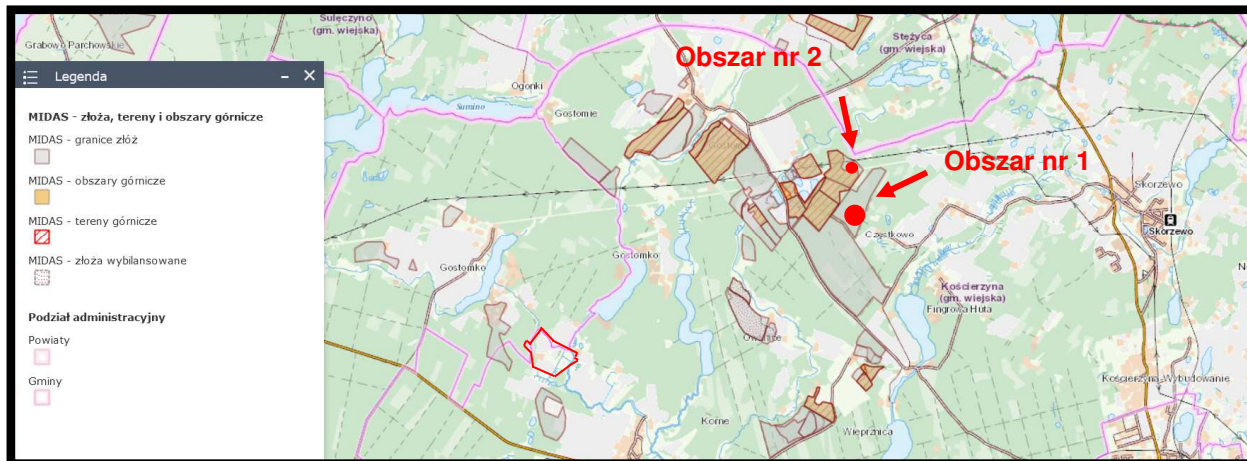 Grabowo Parchowskie
Sulęczyno
(gm. wiejska)
Stężyca
(gm. wiejska)
Obszar nr 2
Legenda
Ogonki
Sumino
Gostomie
MIDAS - złoża, tereny i obszary górnicze
MIDAS - granice złóż
Obszar nr 1
MIDAS - obszary górnicze
Skorzewo
MIDAS - tereny górnicze
Skorzewo
Częstkowo
MIDAS - złoża wybilansowane
Gostomko
Gostomko
Kościerzyna
(gm. wiejska)
Fingrowa Huta
Podział administracyjny
Powiaty
Gminy
Kościerzyna-Wybudowanie
Korne
Wieprznica